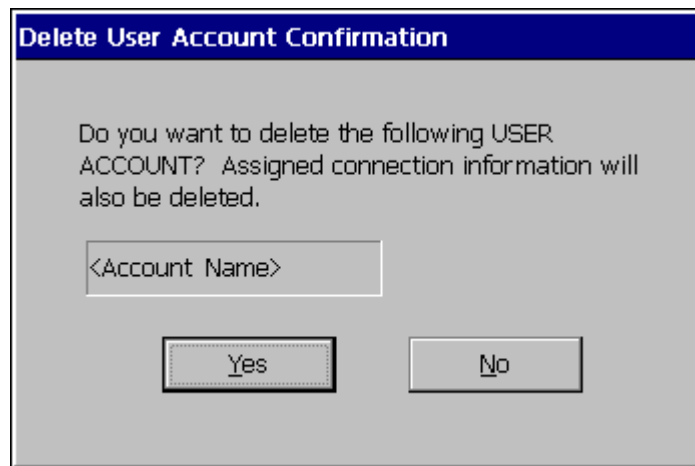 Delete User Account Confirmation
Do you want to delete the following USER
ACCOUNT?  Assigned connection information will
also be deleted.
<Account Name>
Yes
No